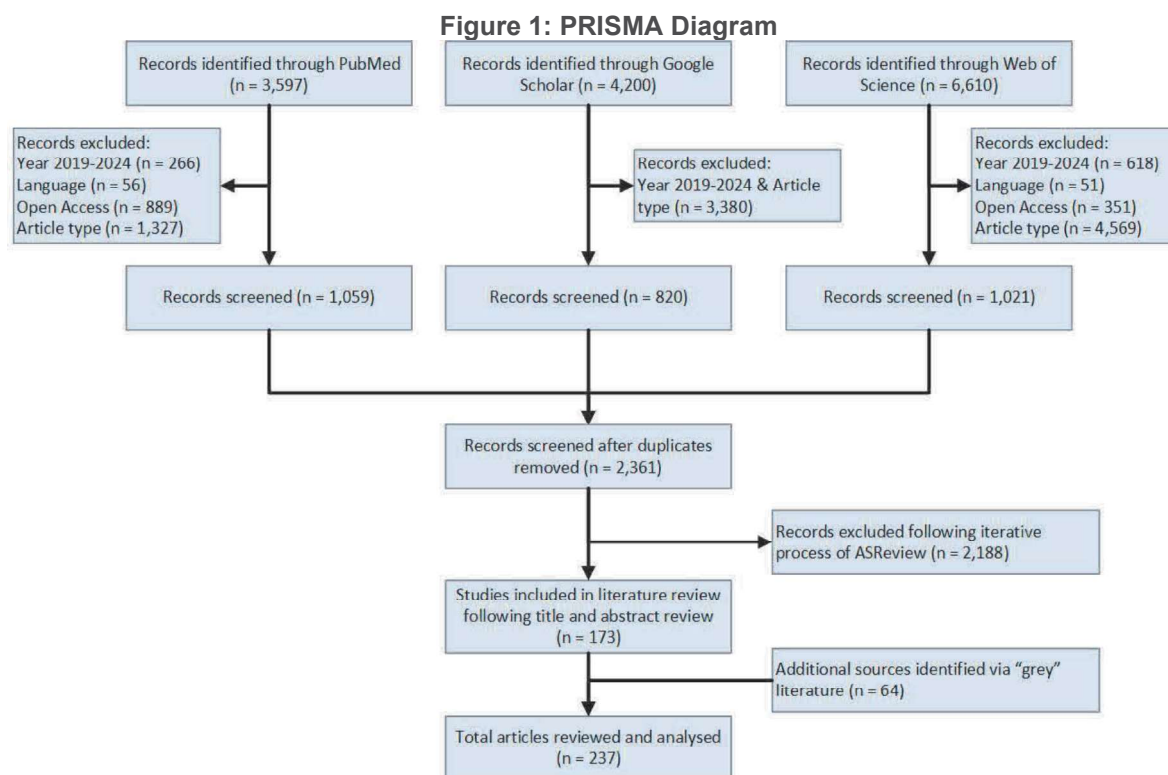 Figure 1: PRISMA Diagram
Records identified through PubMed
(n = 3,597)
Records identified through Google
Scholar (n = 4,200)
Records identified through Web of
Science (n = 6,610)
Records excluded:
Year 2019-2024 (n = 266)
Language (n = 56)
Open Access (n = 889)
Article type (n = 1,327)
Records excluded:
Year 2019-2024 & Article
type (n = 3,380)
Records excluded:
Year 2019-2024 (n = 618)
Language (n = 51)
Open Access (n = 351)
Article type (n = 4,569)
Records screened (n = 1,059)
Records screened (n = 820)
Records screened (n = 1,021)
Records screened after duplicates
removed (n = 2,361)
Records excluded following iterative
process of ASReview (n = 2,188)
Studies included in literature review
following title and abstract review
(n = 173)
Additional sources identified via “grey”
literature (n = 64)
Total articles reviewed and analysed
(n = 237)